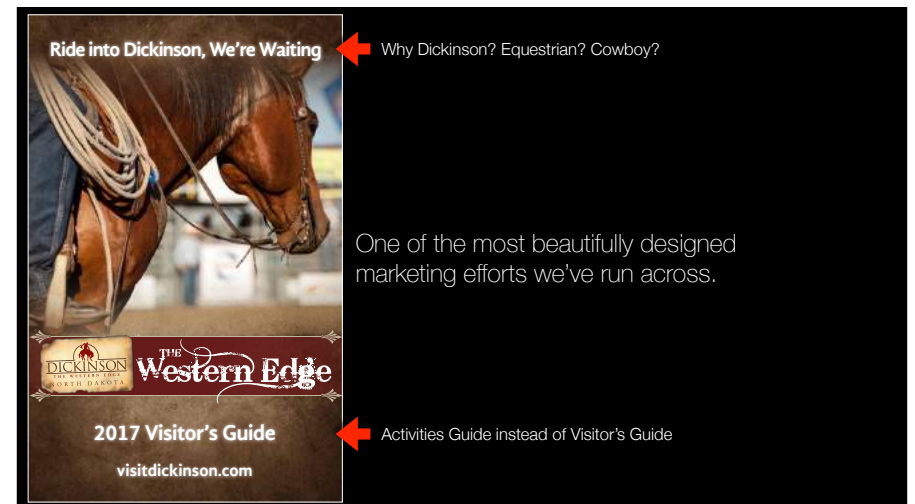 Ride into Dickinson, We're Waiting
Why Dickinson? Equestrian? Cowboy?
One of the most beautifully designed
marketing efforts we've run across.
DICKINSON
THE WESTERN EDGE
NORTH DAKOTA
THE
Western Edge
2017 Visitor's Guide
Activities Guide instead of Visitor's Guide
visitdickinson.com